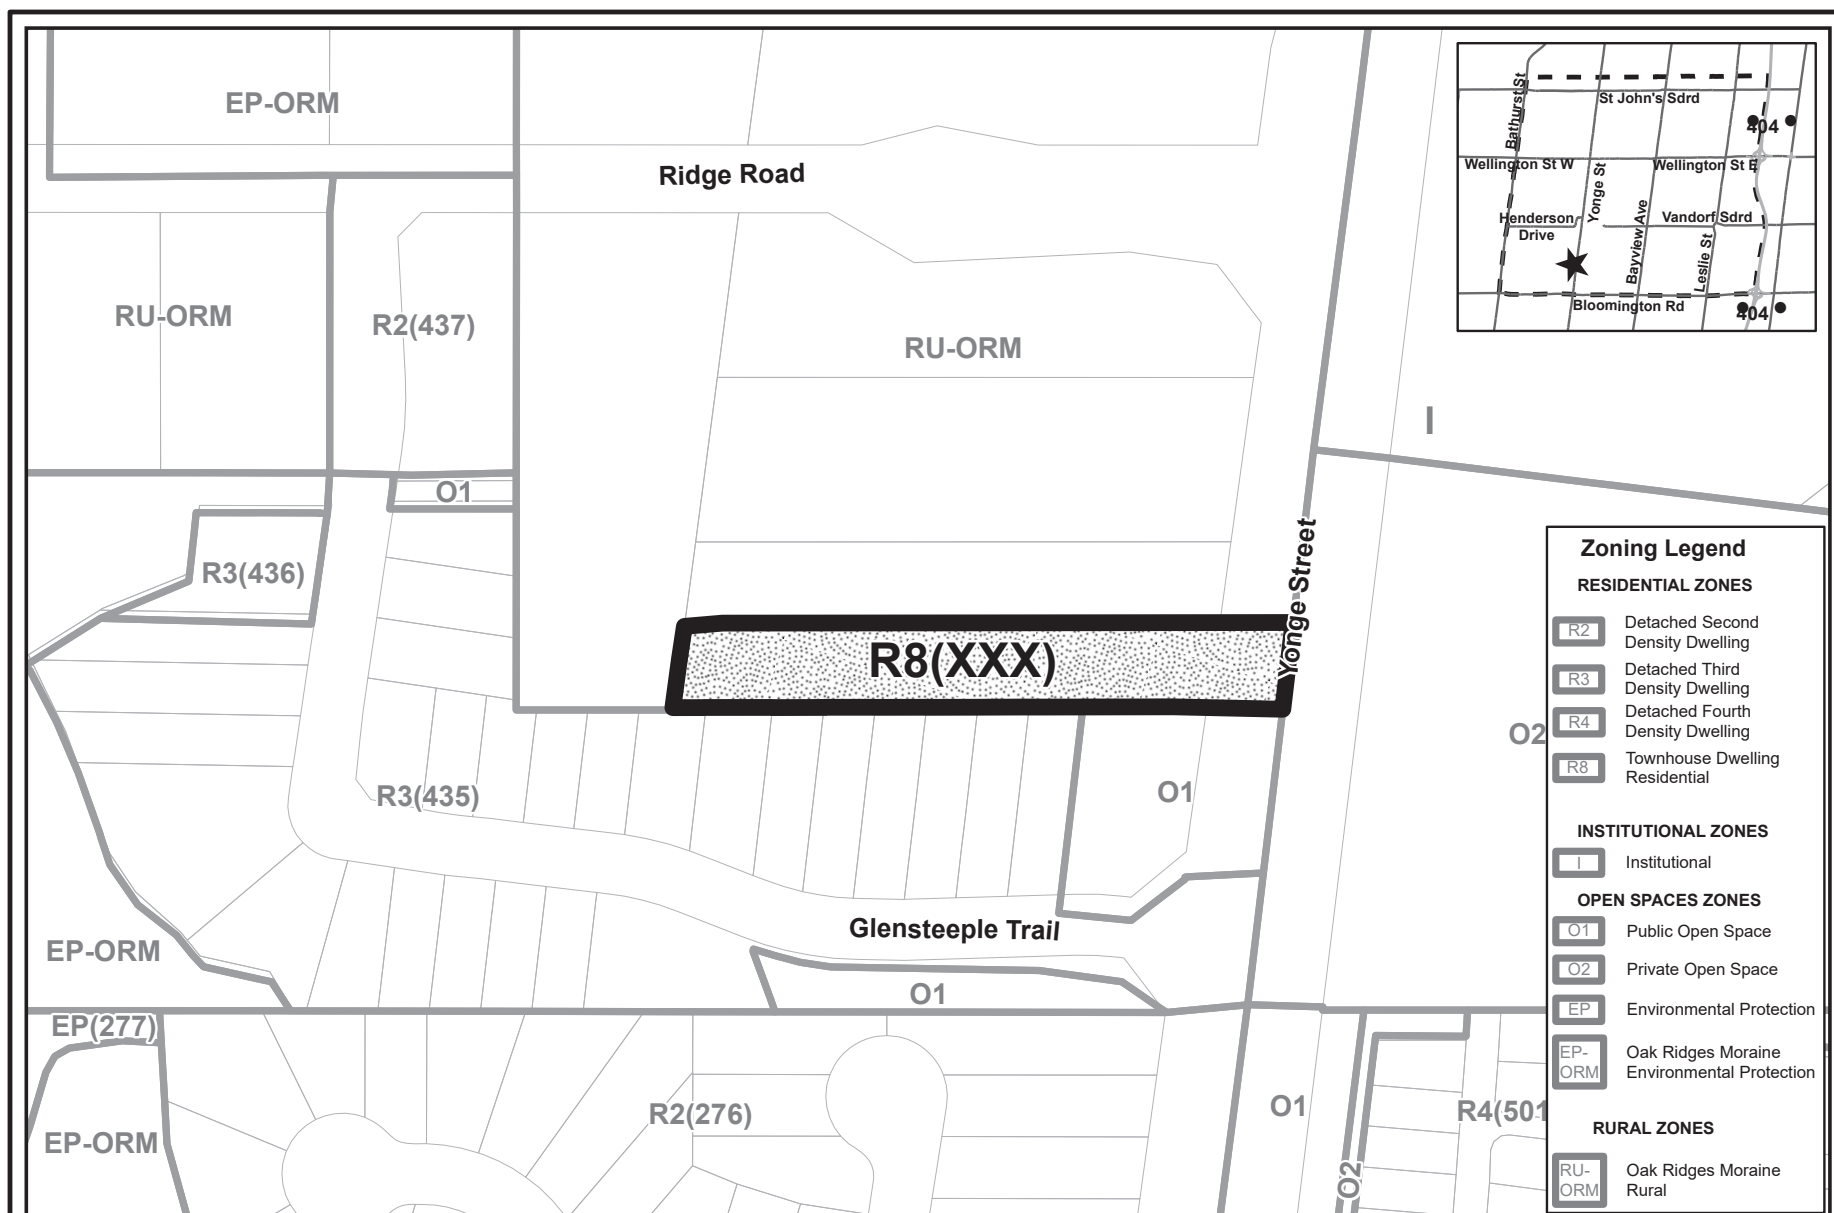 EP-ORM
Ridge Road
RU-ORM
R2(437)
RU-ORM
I
O1
R3(436)
Yonge Street
R8(XXX)
O2
R3(435)
O1
Glensteeple Trail
EP-ORM
O1
EP(277)
R2(276)
O1
R4(501
EP-ORM
O2
Bathurst St
St John's Sdrd
404
Wellington St W
Wellington St E
Yonge St
Henderson
Drive
Bayview Ave
Vandorf Sdrd
Leslie St
Bloomington Rd
404
Zoning Legend
RESIDENTIAL ZONES
R2
Detached Second
Density Dwelling
R3
Detached Third
Density Dwelling
R4
Detached Fourth
Density Dwelling
R8
Townhouse Dwelling
Residential
INSTITUTIONAL ZONES
I
Institutional
OPEN SPACES ZONES
O1
Public Open Space
O2
Private Open Space
EP
Environmental Protection
EP-
ORM
Oak Ridges Moraine
Environmental Protection
RURAL ZONES
RU-
ORM
Oak Ridges Moraine
Rural